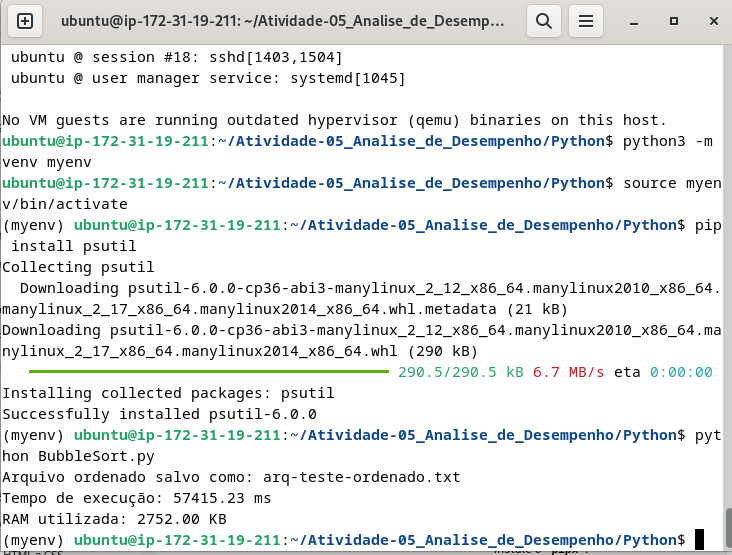 ubuntu@ip-172-31-19-211: ~/Atividade-05_Analise_de_Desemp…
ubuntu @ session #18: sshd[1403,1504]
ubuntu @ user manager service: systemd[1045]
No VM guests are running outdated hypervisor (qemu) binaries on this host.
ubuntu@ip-172-31-19-211:~/Atividade-05_Analise_de_Desempenho/Python$ python3 -m
venv myenv
ubuntu@ip-172-31-19-211:~/Atividade-05_Analise_de_Desempenho/Python$ source myen
v/bin/activate
(myenv) ubuntu@ip-172-31-19-211:~/Atividade-05_Analise_de_Desempenho/Python$ pip
install psutil
Collecting psutil
Downloading psutil-6.0.0-cp36-abi3-manylinux_2_12_x86_64.manylinux2010_x86_64.
manylinux_2_17_x86_64.manylinux2014_x86_64.whl.metadata (21 kB)
Downloading psutil-6.0.0-cp36-abi3-manylinux_2_12_x86_64.manylinux2010_x86_64.ma
nylinux_2_17_x86_64.manylinux2014_x86_64.whl (290 kB)
290.5/290.5 kB 6.7 MB/s eta 0:00:00
Installing collected packages: psutil
Successfully installed psutil-6.0.0
(myenv) ubuntu@ip-172-31-19-211:~/Atividade-05_Analise_de_Desempenho/Python$ pyt
hon BubbleSort.py
Arquivo ordenado salvo como: arq-teste-ordenado.txt
Tempo de execução: 57415.23 ms
RAM utilizada: 2752.00 KB
(myenv) ubuntu@ip-172-31-19-211:~/Atividade-05_Analise_de_Desempenho/Python$